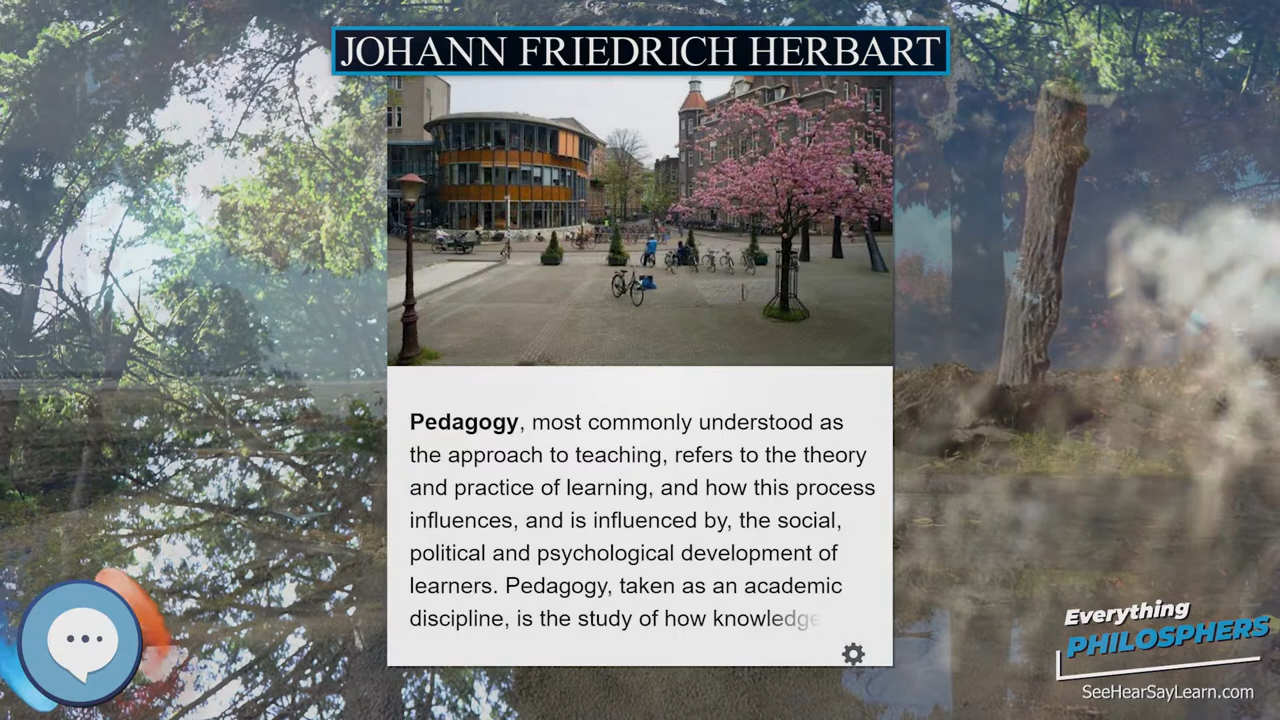 JOHANN FRIEDRICH HERBART
Pedagogy, most commonly understood as
the approach to teaching, refers to the theory
and practice of learning, and how this process
influences, and is influenced by, the social,
political and psychological development of
learners. Pedagogy, taken as an academic
discipline, is the study of how knowledge
Everything
PHILOSPHERS
SeeHearSayLearn.com